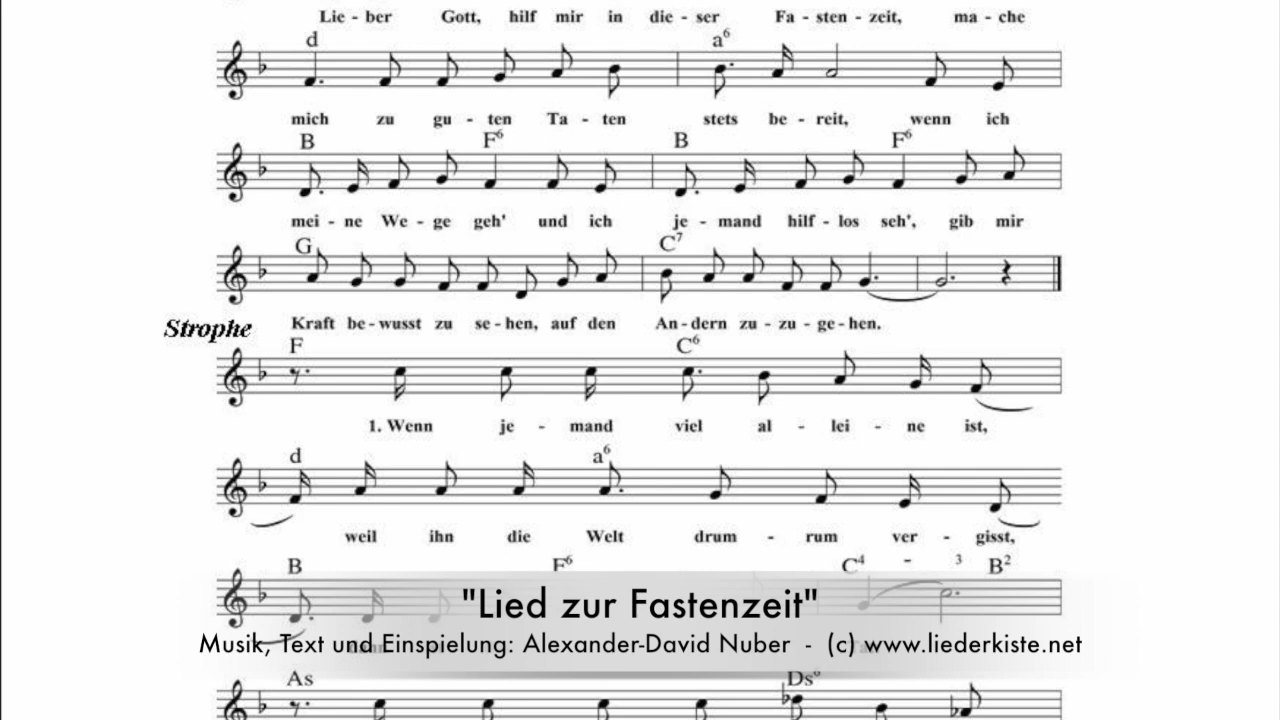 Lie - ber Gott, hilf mir in die - ser Fa - sten - zeit, ma - che
d a6
mich zu gu - ten Ta - ten stets be - reit, wenn ich
B F6 B F6
mei - ne We - ge geh' und ich je - mand hilf - los seh', gib mir
G C7
Kraft be - wusst zu se - hen, auf den An - dern zu - zu - ge - hen.
Strophe
F C6
1. Wenn je - mand viel al - lei - ne ist,
d a6
weil ihn die Welt drum - rum ver - gisst,
B F6 C4 - 3 B2
"Lied zur Fastenzeit"
Musik, Text und Einspielung: Alexander-David Nuber - (c) www.liederkiste.net
As Ds6